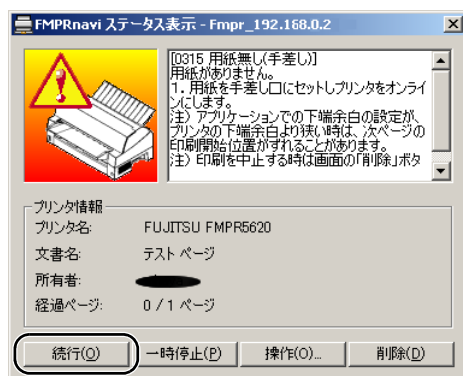 FMPRnavi ステータス表示 - Fmpr_192.168.0.2
[0315 用紙無し(手差し)]
用紙がありません。
1. 用紙を手差し口にセットしプリンタをオンライ
ンにします。
注) アプリケーションでの下端余白の設定が、
プリンタの下端余白より狭い時は、次ページの
印刷開始位置がずれることがあります。
注) 印刷を中止する時は画面の「削除」ボタ
プリンタ情報
プリンタ名: FUJITSU FMPR5620
文書名: テスト ページ
所有者:
経過ページ: 0 / 1 ページ
続行(O) 一時停止(P) 操作(O)... 削除(D)